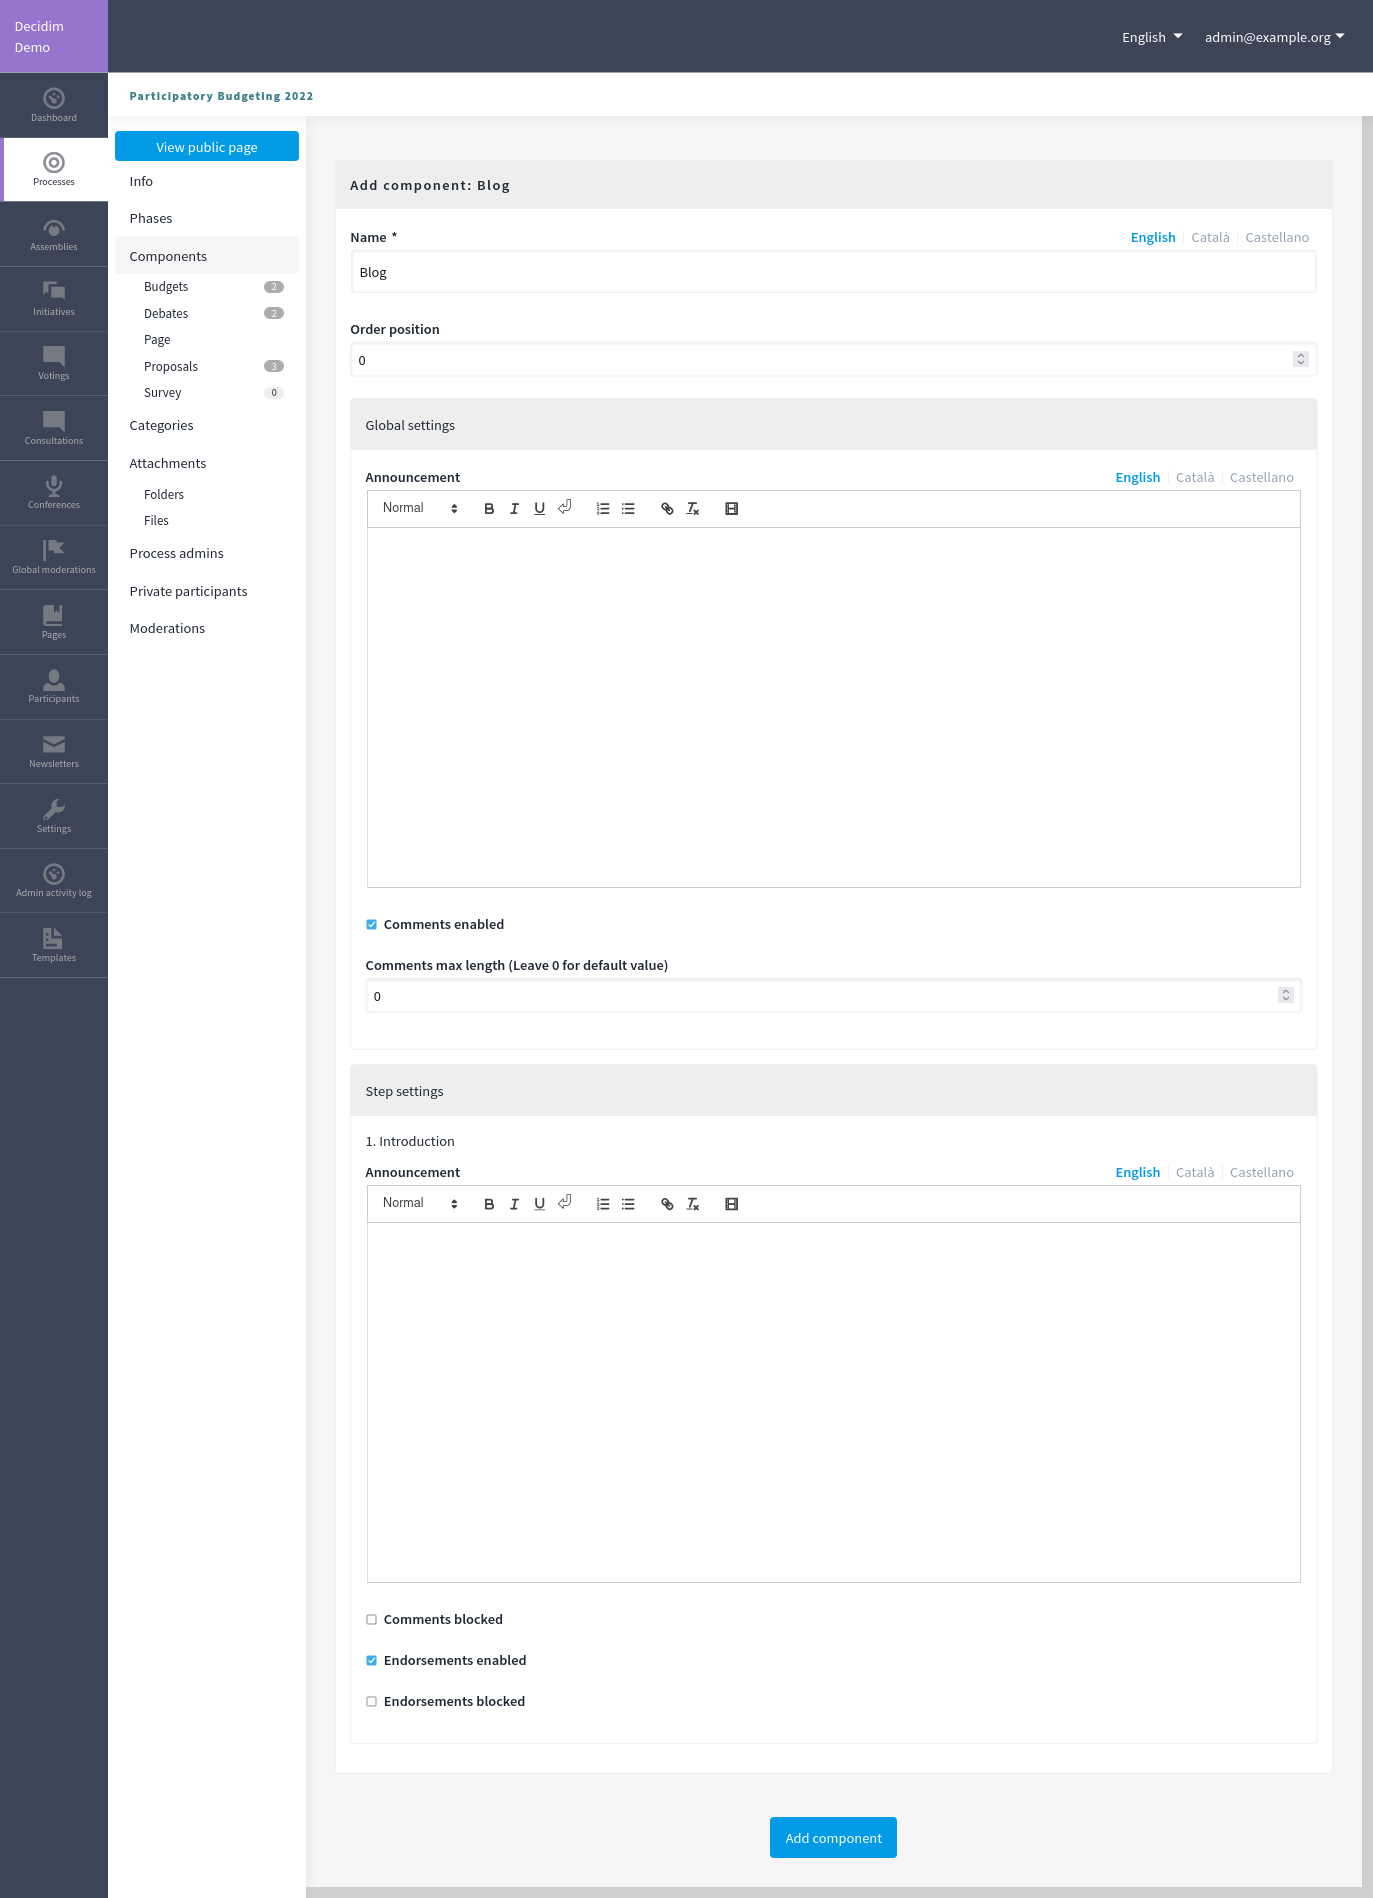 Decidim
Demo
English
admin@example.org
Dashboard
Processes
Assemblies
Initiatives
Votings
Consultations
Conferences
Global moderations
Pages
Participants
Newsletters
Settings
Admin activity log
Templates
Participatory Budgeting 2022
View public page
Info
Phases
Components
Budgets 2
Debates 2
Page
Proposals 3
Survey 0
Categories
Attachments
Folders
Files
Process admins
Private participants
Moderations
Add component: Blog
Name * English Català Castellano
Blog
Order position
0
Global settings
Announcement English Català Castellano
Normal
Comments enabled
Comments max length (Leave 0 for default value)
0
Step settings
1. Introduction
Announcement English Català Castellano
Normal
Comments blocked
Endorsements enabled
Endorsements blocked
Add component